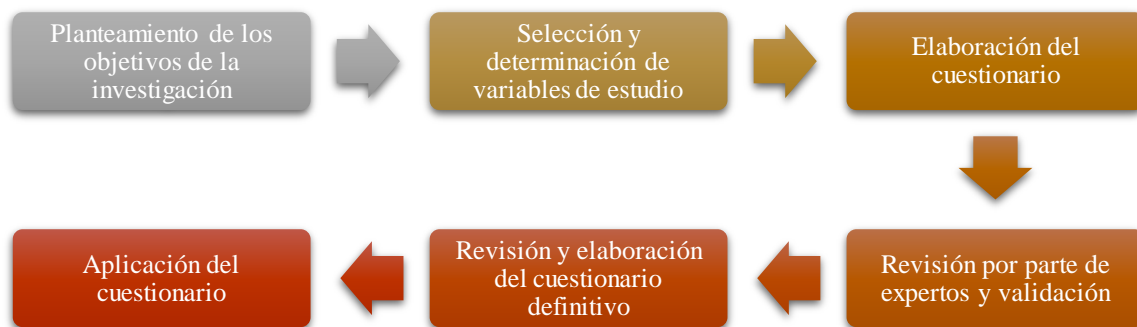 Planteamiento de los
objetivos de la
investigación
Selección y
determinación de
variables de estudio
Elaboración del
cuestionario
Revisión por parte de
expertos y validación
Revisión y elaboración
del cuestionario
definitivo
Aplicación del
cuestionario